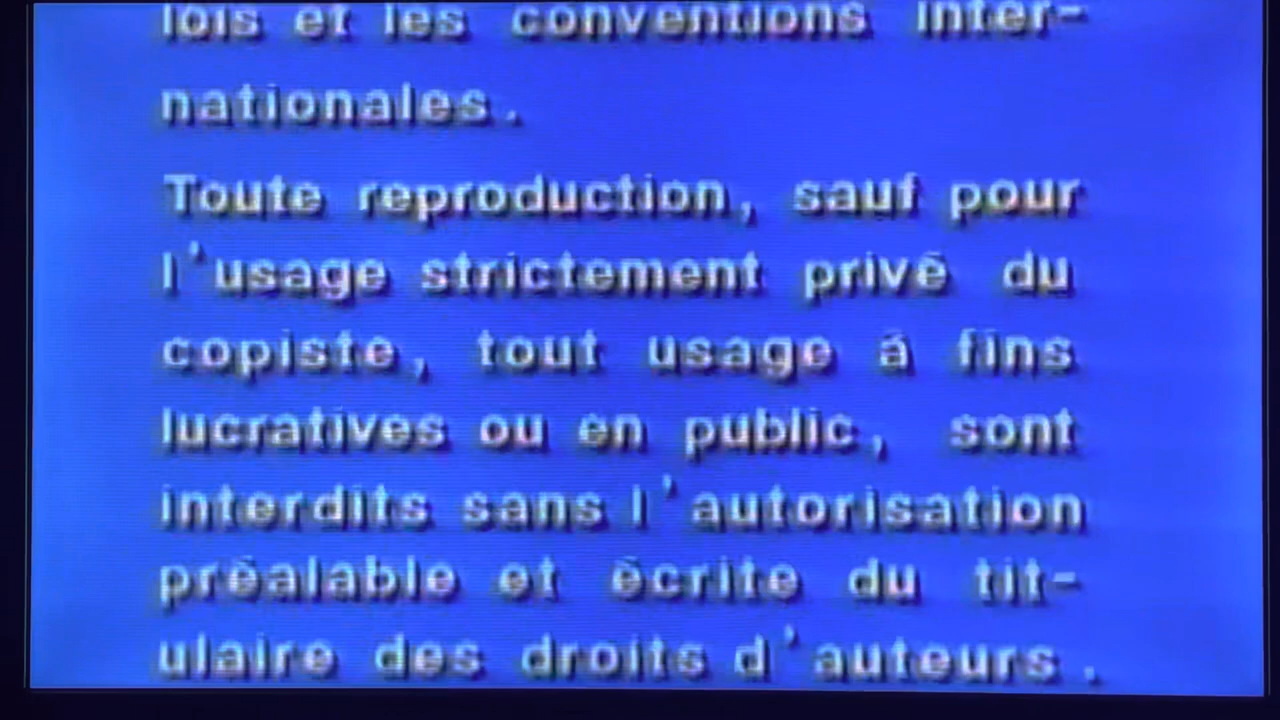 lois et les conventions inter-
nationales.
Toute reproduction, sauf pour
l'usage strictement privé du
copiste, tout usage à fins
lucratives ou en public, sont
interdits sans l'autorisation
préalable et écrite du tit-
ulaire des droits d'auteurs.